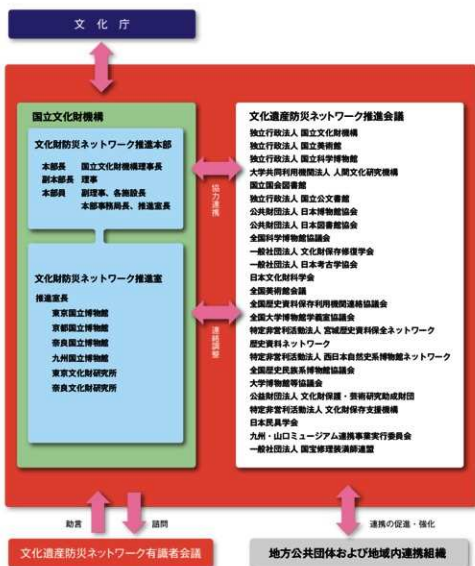 文 化 庁
国立文化財機構
文化財防災ネットワーク推進本部
本部長 国立文化財機構理事長
副本部長 理事
本部員 副理事、各施設長
本部事務局長、推進室長
文化財防災ネットワーク推進室
推進室長
東京国立博物館
京都国立博物館
奈良国立博物館
九州国立博物館
東京文化財研究所
奈良文化財研究所
協力連携
連絡調整
文化遺産防災ネットワーク推進会議
独立行政法人 国立文化財機構
独立行政法人 国立美術館
独立行政法人 国立科学博物館
大学共同利用機関法人 人間文化研究機構
国立国会図書館
独立行政法人 国立公文書館
公益財団法人 日本博物館協会
公益社団法人 日本図書館協会
全国科学博物館協議会
一般社団法人 文化財保存修復学会
一般社団法人 日本考古学協会
日本文化財科学会
全国美術館会議
全国歴史資料保存利用機関連絡協議会
全国大学博物館学講座協議会
特定非営利活動法人 宮城歴史資料保全ネットワーク
歴史資料ネットワーク
特定非営利活動法人 西日本自然史系博物館ネットワーク
全国歴史民俗系博物館協議会
大学博物館等協議会
公益財団法人 文化財保護・芸術研究助成財団
特定非営利活動法人 文化財保存支援機構
日本民具学会
九州・山口ミュージアム連携事業実行委員会
一般社団法人 国宝修理装潢師連盟
助言
諮問
連携の促進・強化
文化遺産防災ネットワーク有識者会議
地方公共団体および地域内連携組織